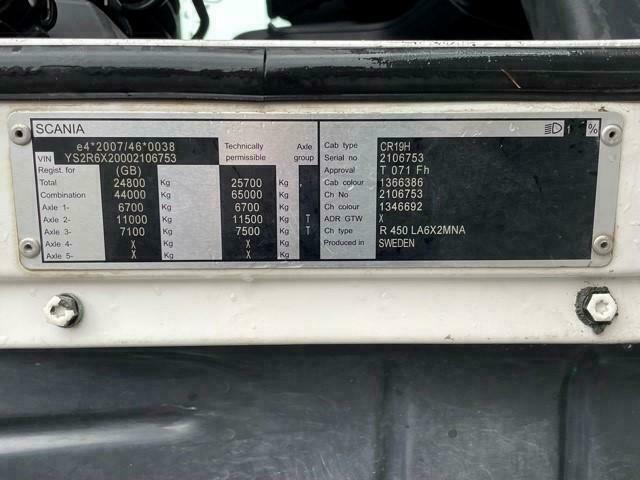 SCANIA
e4*2007/46*0038 Technically permissible Axle group
VIN YS2R6X20002106753
Regist. for (GB)
Total 24800 Kg 25700 Kg
Combination 44000 Kg 65000 Kg
Axle 1- 6700 Kg 6700 Kg
Axle 2- 11000 Kg 11500 Kg T
Axle 3- 7100 Kg 7500 Kg T
Axle 4- X Kg X Kg
Axle 5- X Kg X Kg
1 %
Cab type CR19H
Serial no 2106753
Approval T 071 Fh
Cab colour 1366386
Ch No 2106753
Ch colour 1346692
ADR GTW X
Ch type R 450 LA6X2MNA
Produced in SWEDEN